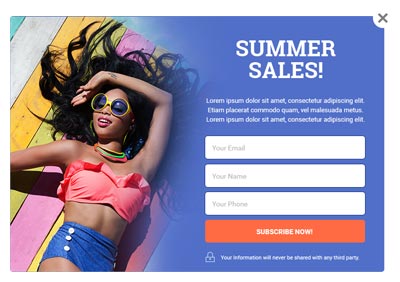 SUMMER
SALES!
Lorem ipsum dolor sit amet, consectetur adipiscing elit.
Etiam placerat commodo quam, vel malesuada metus.
Lorem ipsum dolor sit amet, consectetur adipiscing elit.
Your Email
Your Name
Your Phone
SUBSCRIBE NOW!
Your Information will never be shared with any third party.